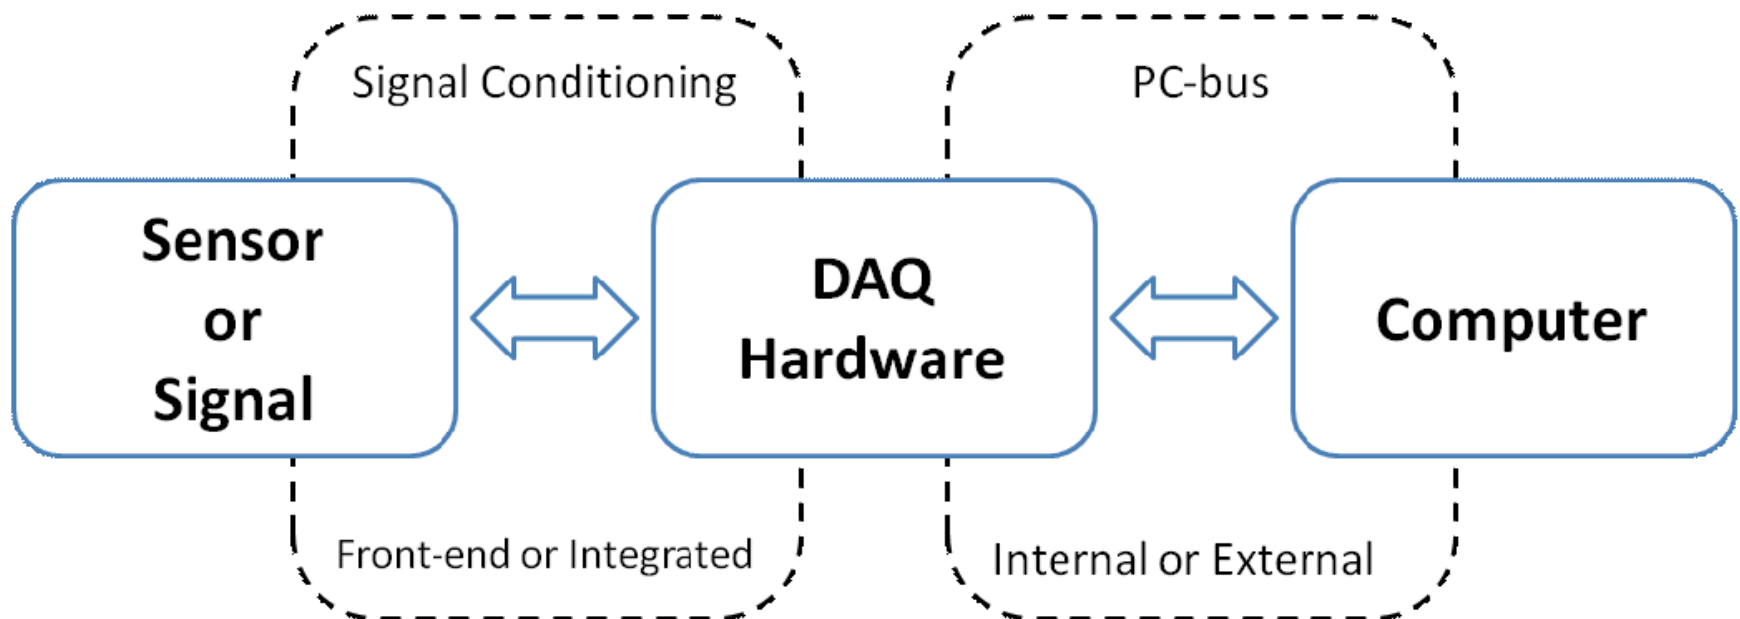 Signal Conditioning
PC-bus
Sensor
or
Signal
DAQ
Hardware
Computer
Front-end or Integrated
Internal or External